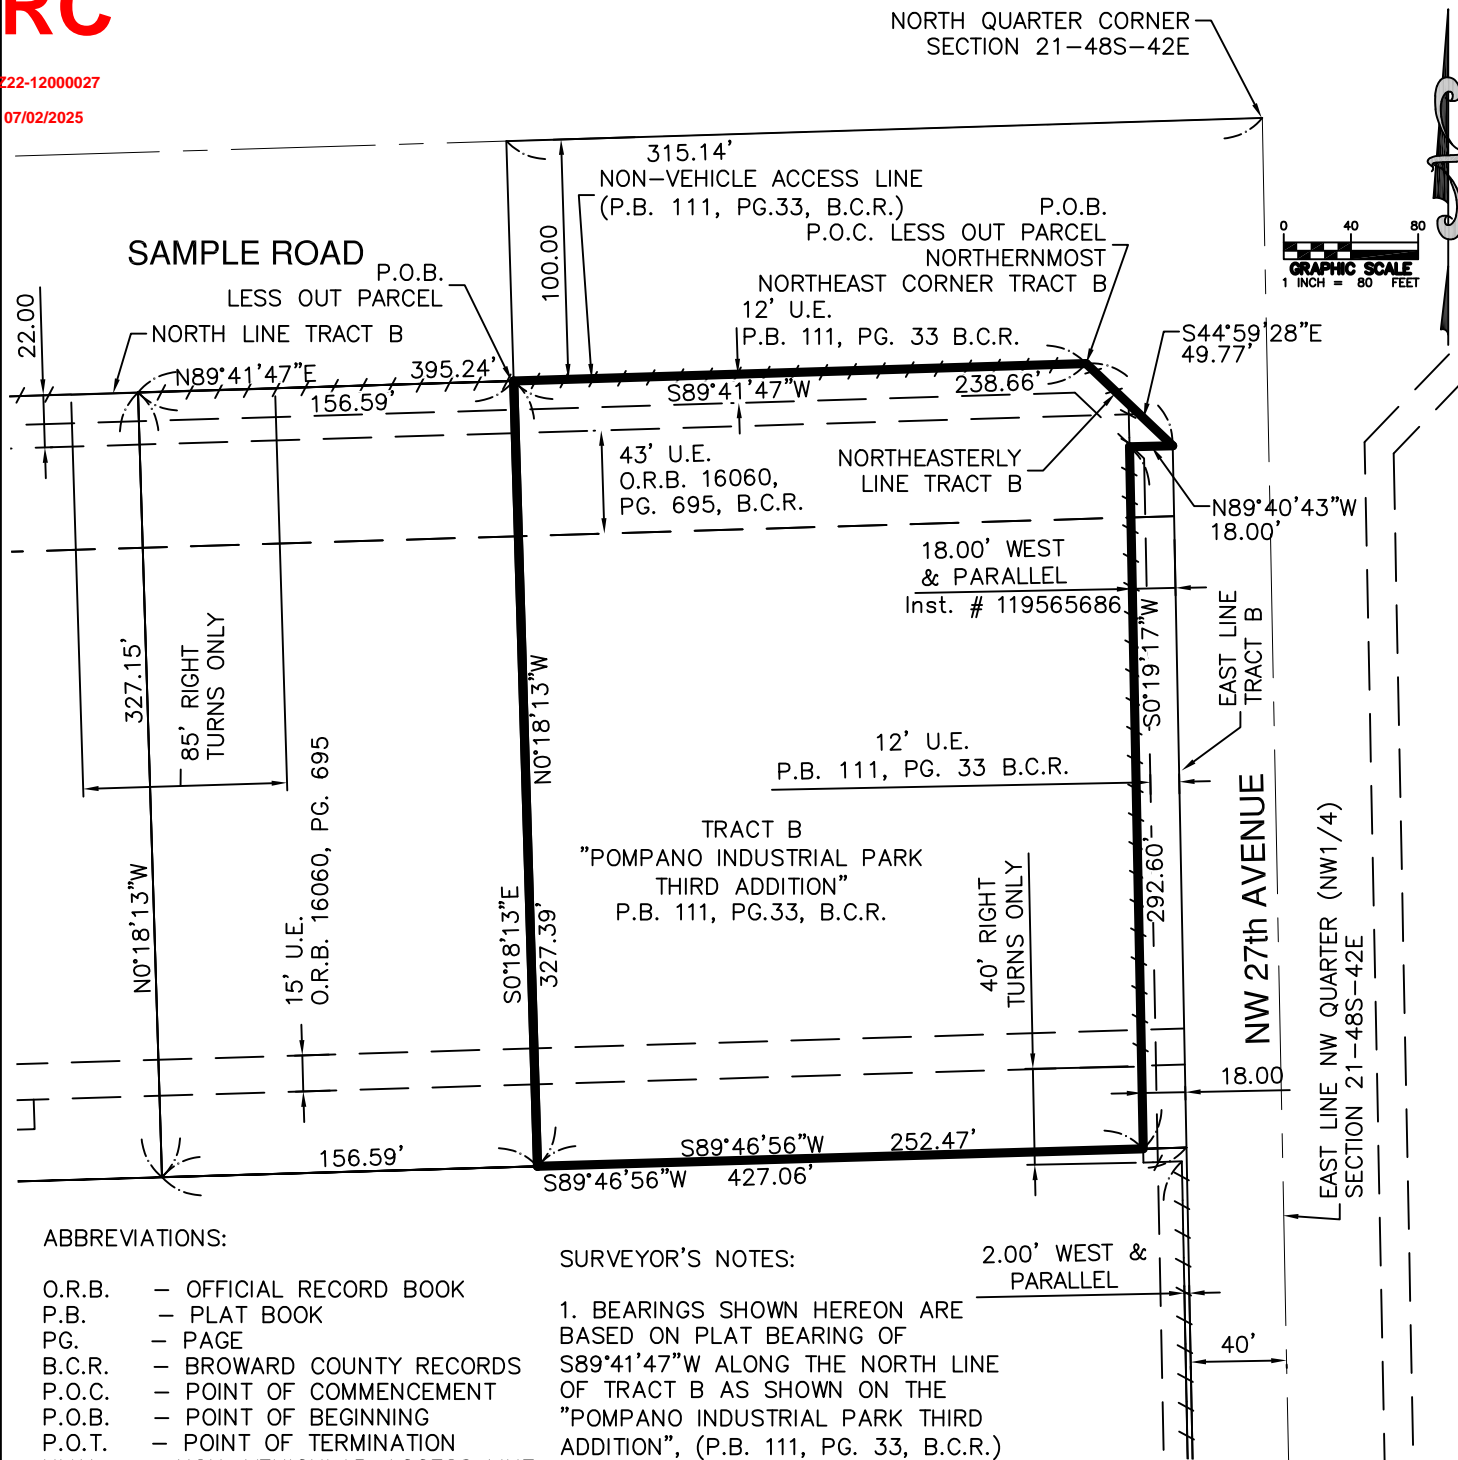 RC
Z22-12000027
07/02/2025
NORTH QUARTER CORNER
SECTION 21-48S-42E
315.14'
NON-VEHICLE ACCESS LINE
(P.B. 111, PG.33, B.C.R.)
100.00
P.O.B.
P.O.C. LESS OUT PARCEL
NORTHERNMOST
NORTHEAST CORNER TRACT B
12' U.E.
P.B. 111, PG. 33 B.C.R.
0 40 80
GRAPHIC SCALE
1 INCH = 80 FEET
SAMPLE ROAD
P.O.B.
LESS OUT PARCEL
22.00
NORTH LINE TRACT B
N89°41'47"E 395.24'
156.59'
S89°41'47"W 238.66'
S44°59'28"E
49.77'
43' U.E.
O.R.B. 16060,
PG. 695, B.C.R.
NORTHEASTERLY
LINE TRACT B
N89°40'43"W
18.00'
18.00' WEST
& PARALLEL
Inst. # 119565686
EAST LINE
TRACT B
S0°19'17"W
292.60'
327.15'
N0°18'13"W
85' RIGHT
TURNS ONLY
15' U.E.
O.R.B. 16060, PG. 695
N0°18'13"W
S0°18'13"E
327.39'
12' U.E.
P.B. 111, PG. 33 B.C.R.
TRACT B
"POMPANO INDUSTRIAL PARK
THIRD ADDITION"
P.B. 111, PG.33, B.C.R.
40' RIGHT
TURNS ONLY
NW 27th AVENUE
EAST LINE NW QUARTER (NW1/4)
SECTION 21-48S-42E
18.00
156.59'
S89°46'56"W 252.47'
S89°46'56"W 427.06'
2.00' WEST &
PARALLEL
40'
ABBREVIATIONS:
O.R.B. - OFFICIAL RECORD BOOK
P.B. - PLAT BOOK
PG. - PAGE
B.C.R. - BROWARD COUNTY RECORDS
P.O.C. - POINT OF COMMENCEMENT
P.O.B. - POINT OF BEGINNING
P.O.T. - POINT OF TERMINATION
SURVEYOR'S NOTES:
1. BEARINGS SHOWN HEREON ARE
BASED ON PLAT BEARING OF
S89°41'47"W ALONG THE NORTH LINE
OF TRACT B AS SHOWN ON THE
"POMPANO INDUSTRIAL PARK THIRD
ADDITION", (P.B. 111, PG. 33, B.C.R.)